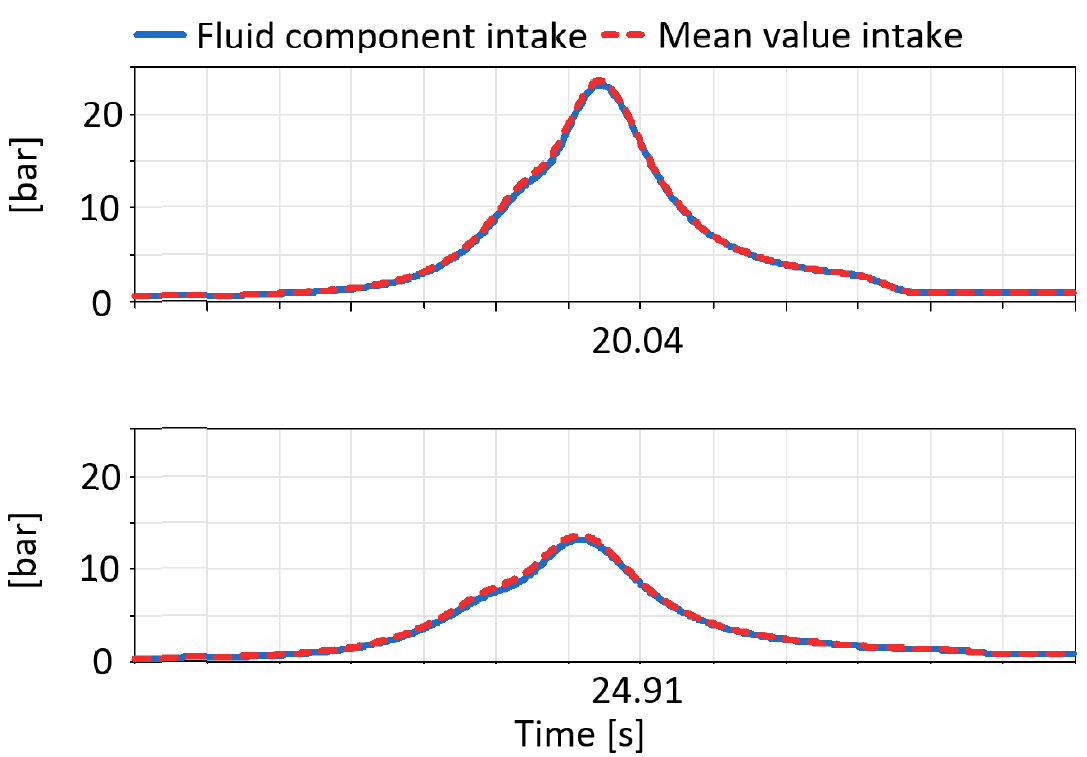 Fluid component intake Mean value intake
[bar]
20
10
0
20.04
[bar]
20
10
0
24.91
Time [s]